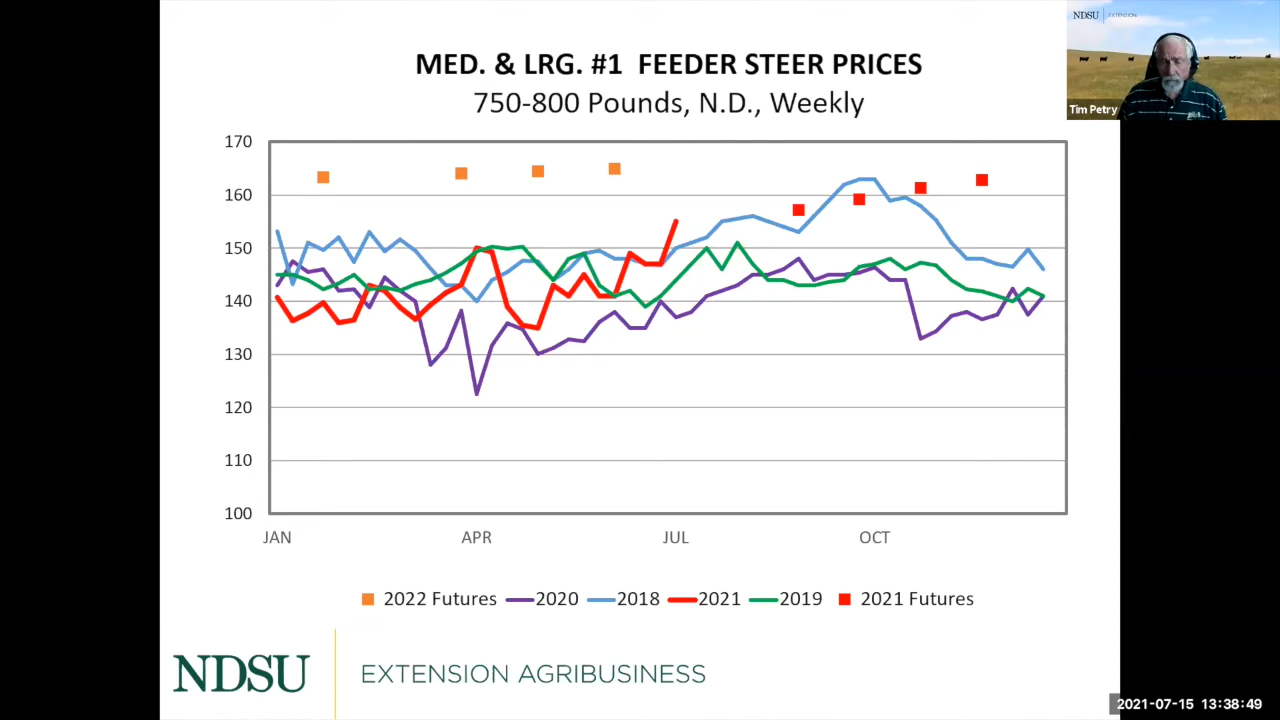 MED. & LRG. #1 FEEDER STEER PRICES
750-800 Pounds, N.D., Weekly
NDSU EXTENSION
Tim Petry
170
160
150
140
130
120
110
100
JAN APR JUL OCT
2022 Futures 2020 2018 2021 2019 2021 Futures
NDSU EXTENSION AGRIBUSINESS
2021-07-15 13:38:49